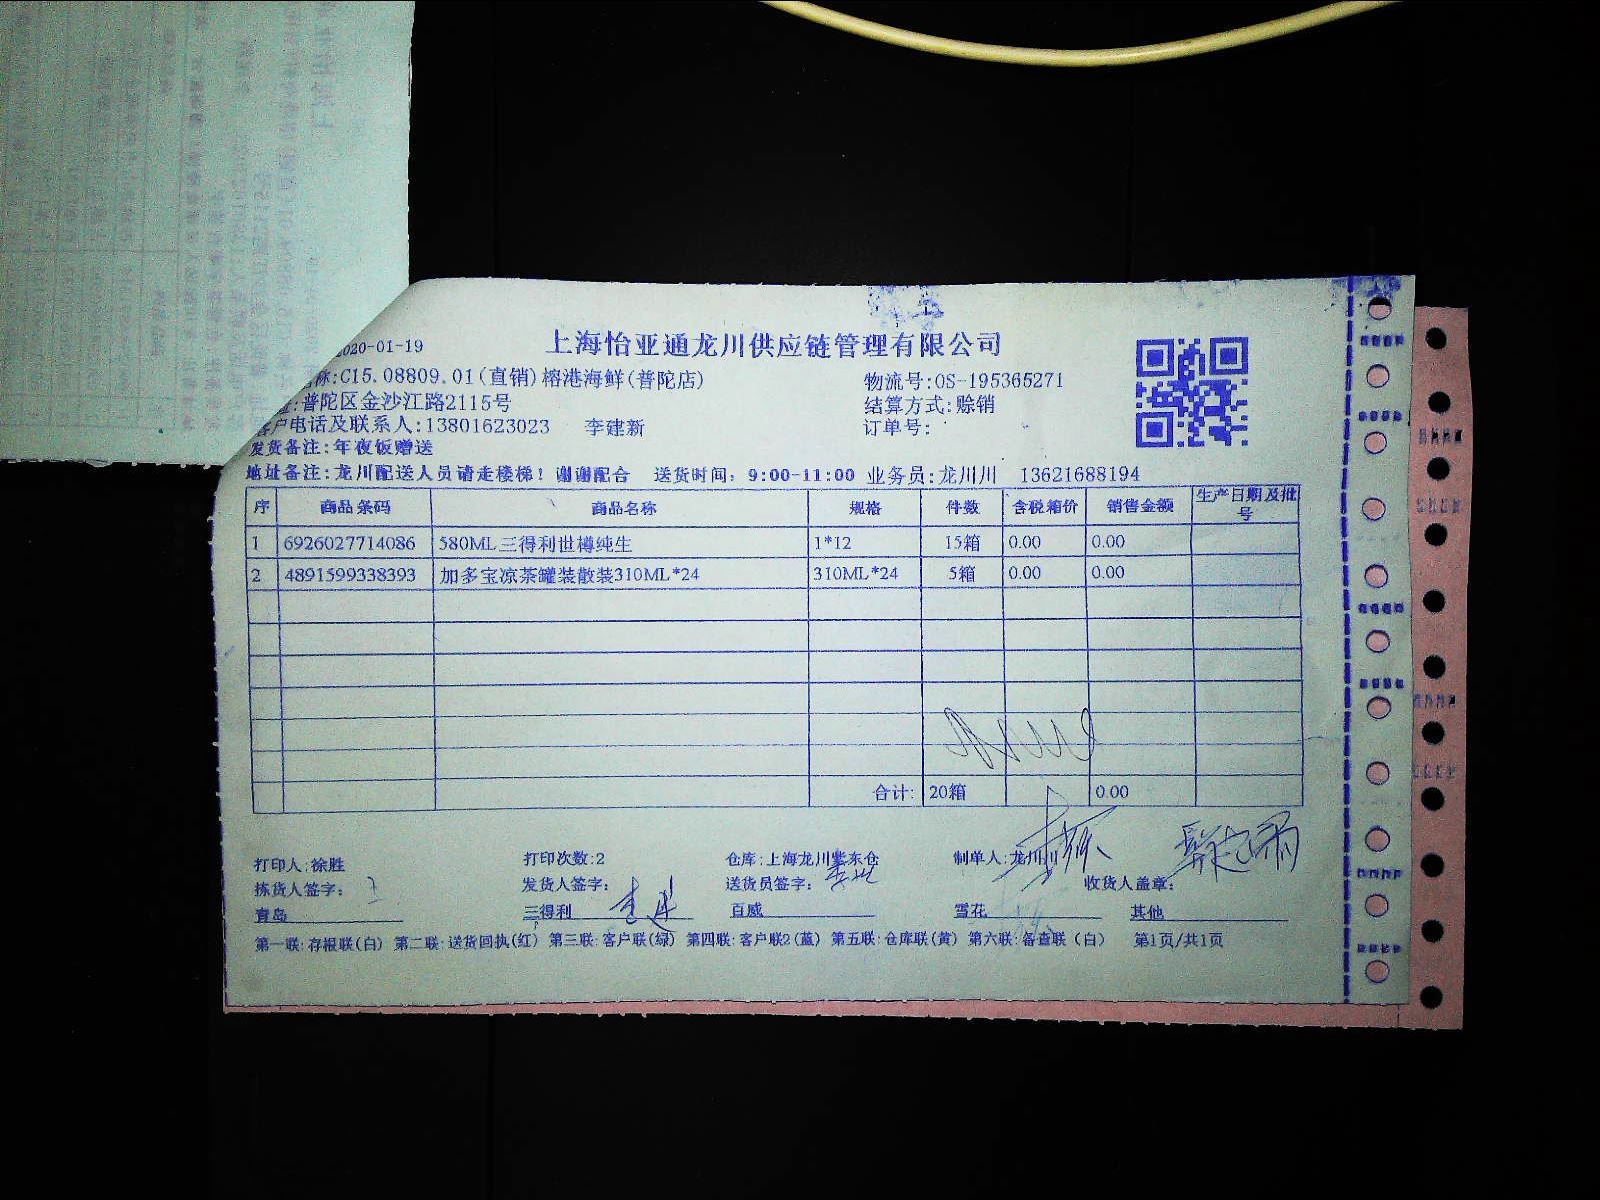 2020-01-19
上海怡亚通龙川供应链管理有限公司
称:C15.08809.01(直销)榕港海鲜(普陀店)
物流号:OS-195365271
:普陀区金沙江路2115号
结算方式:赊销
客户电话及联系人:13801623023 李建新
订单号:
发货备注:年夜饭赠送
地址备注:龙川配送人员请走楼梯!谢谢配合 送货时间: 9:00-11:00 业务员:龙川川 13621688194
序 商品条码 商品名称 规格 件数 含税箱价 销售金额 生产日期及批号
1 6926027714086 580ML三得利世樽纯生 1*12 15箱 0.00 0.00
2 4891599338393 加多宝凉茶罐装散装310ML*24 310ML*24 5箱 0.00 0.00
合计: 20箱 0.00
打印人:徐胜 打印次数:2 仓库:上海龙川紫东仓 制单人:龙川川
拣货人签字: 发货人签字: 送货员签字: 收货人盖章:
青岛 三得利 百威 雪花 其他
第一联:存根联(白) 第二联:送货回执(红) 第三联:客户联(绿) 第四联:客户联2(蓝) 第五联:仓库联(黄) 第六联:备查联(白) 第1页/共1页